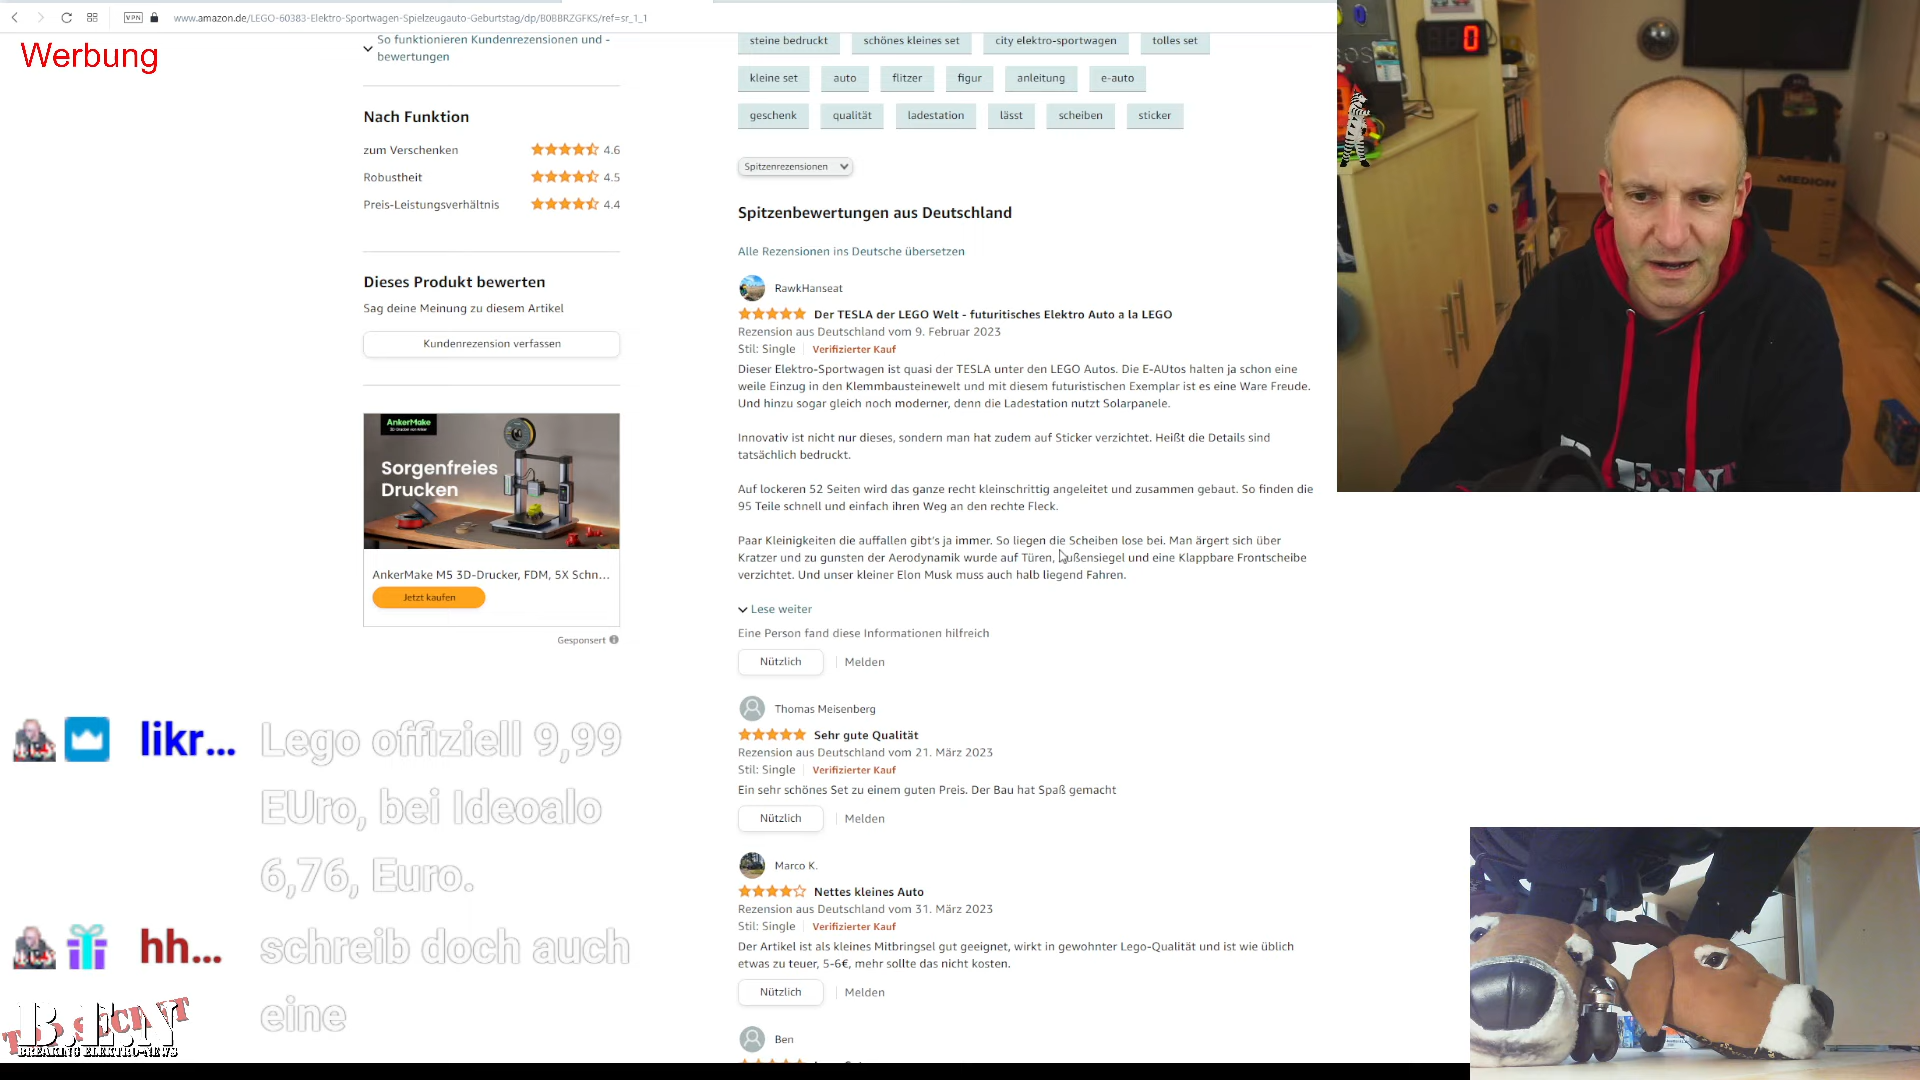 VPN
www.amazon.de/LEGO-60383-Elektro-Sportwagen-Spielzeugauto-Geburtstag/dp/B0BBRZGFKS/ref=sr_1_1
Werbung
So funktionieren Kundenrezensionen und -
bewertungen
Nach Funktion
zum Verschenken 4.6
Robustheit 4.5
Preis-Leistungsverhältnis 4.4
Dieses Produkt bewerten
Sag deine Meinung zu diesem Artikel
Kundenrezension verfassen
AnkerMake
Sorgenfreies
Drucken
AnkerMake M5 3D-Drucker, FDM, 5X Schn...
Jetzt kaufen
Gesponsert
steine bedruckt schönes kleines set city elektro-sportwagen tolles set
kleine set auto flitzer figur anleitung e-auto
geschenk qualität ladestation lässt scheiben sticker
Spitzenrezensionen
Spitzenbewertungen aus Deutschland
Alle Rezensionen ins Deutsche übersetzen
RawkHanseat
Der TESLA der LEGO Welt - futuritisches Elektro Auto a la LEGO
Rezension aus Deutschland vom 9. Februar 2023
Stil: Single Verifizierter Kauf
Dieser Elektro-Sportwagen ist quasi der TESLA unter den LEGO Autos. Die E-AUtos halten ja schon eine
weile Einzug in den Klemmbausteinewelt und mit diesem futuristischen Exemplar ist es eine Ware Freude.
Und hinzu sogar gleich noch moderner, denn die Ladestation nutzt Solarpanele.
Innovativ ist nicht nur dieses, sondern man hat zudem auf Sticker verzichtet. Heißt die Details sind
tatsächlich bedruckt.
Auf lockeren 52 Seiten wird das ganze recht kleinschrittig angeleitet und zusammen gebaut. So finden die
95 Teile schnell und einfach ihren Weg an den rechte Fleck.
Paar Kleinigkeiten die auffallen gibt's ja immer. So liegen die Scheiben lose bei. Man ärgert sich über
Kratzer und zu gunsten der Aerodynamik wurde auf Türen, Außensiegel und eine Klappbare Frontscheibe
verzichtet. Und unser kleiner Elon Musk muss auch halb liegend Fahren.
Lese weiter
Eine Person fand diese Informationen hilfreich
Nützlich Melden
Thomas Meisenberg
Sehr gute Qualität
Rezension aus Deutschland vom 21. März 2023
Stil: Single Verifizierter Kauf
Ein sehr schönes Set zu einem guten Preis. Der Bau hat Spaß gemacht
Nützlich Melden
Marco K.
Nettes kleines Auto
Rezension aus Deutschland vom 31. März 2023
Stil: Single Verifizierter Kauf
Der Artikel ist als kleines Mitbringsel gut geeignet, wirkt in gewohnter Lego-Qualität und ist wie üblich
etwas zu teuer, 5-6€, mehr sollte das nicht kosten.
Nützlich Melden
Ben
likr... Lego offiziell 9,99
EUro, bei Ideoalo
6,76, Euro.
hh... schreib doch auch
eine
B.E.N
BREAKING ELEKTRO-NEWS
0
MEDION